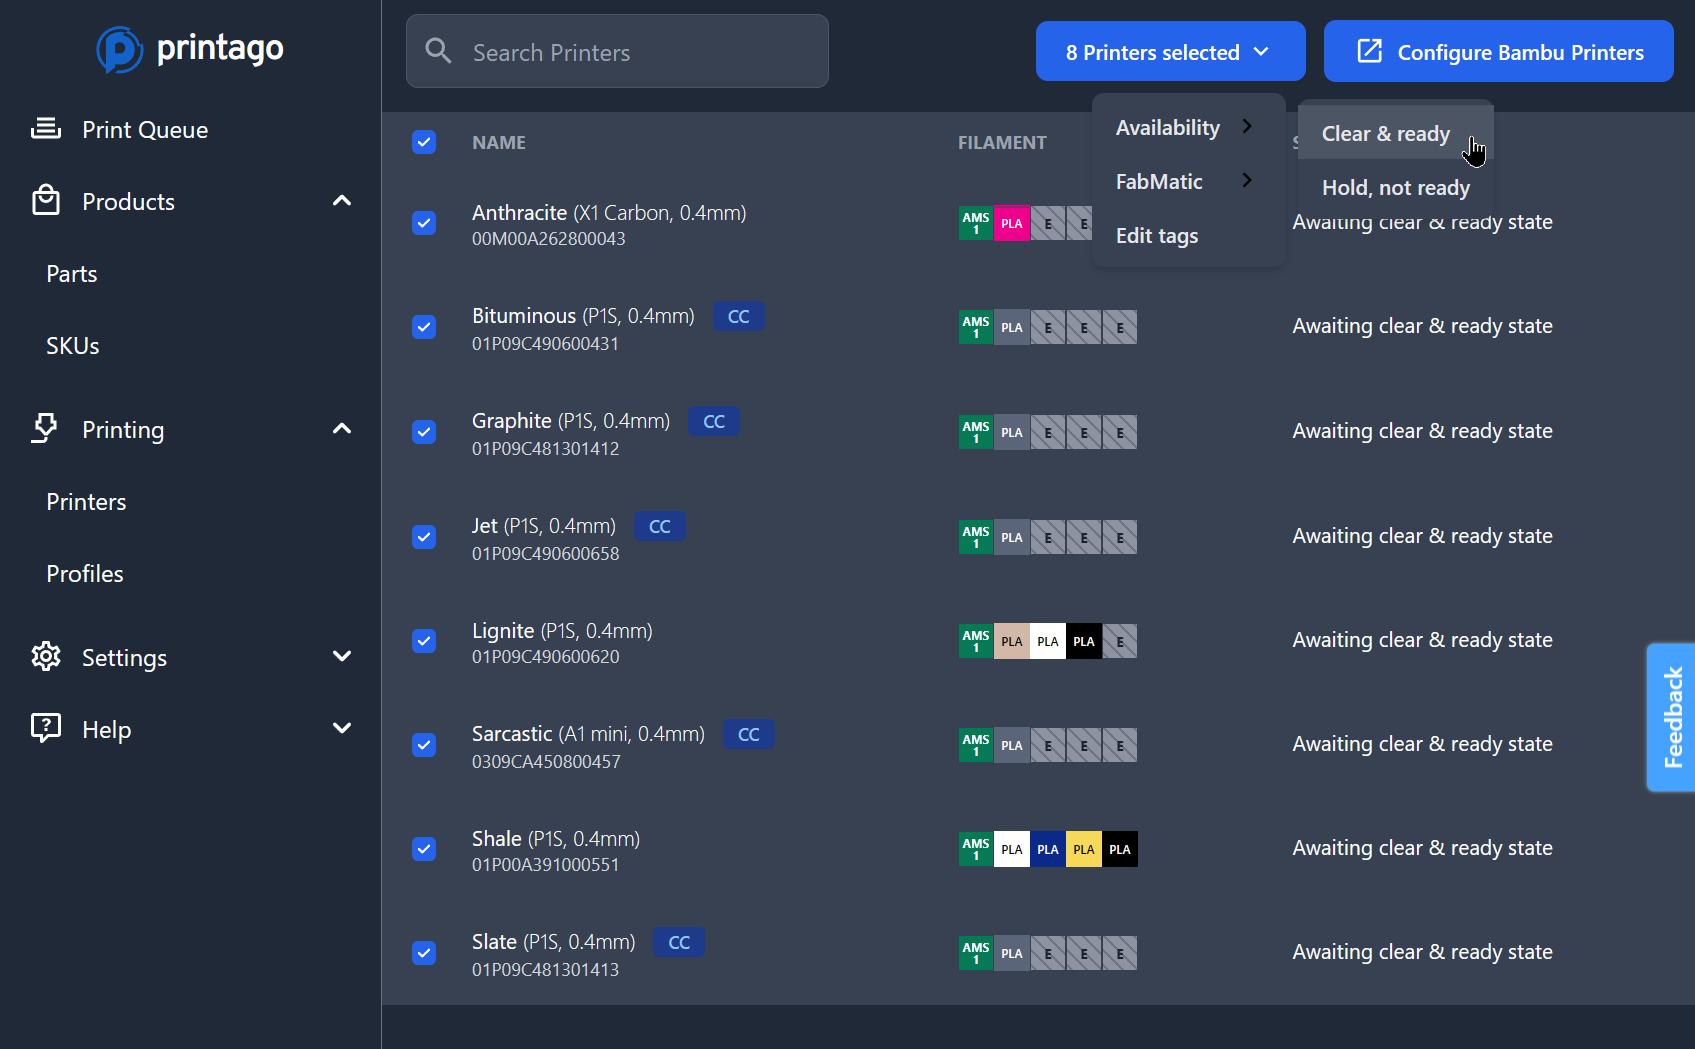 printago
Print Queue
Products
Parts
SKUs
Printing
Printers
Profiles
Settings
Help
Search Printers
8 Printers selected
Configure Bambu Printers
Availability
FabMatic
Edit tags
Clear & ready
Hold, not ready
NAME
FILAMENT
S
Anthracite (X1 Carbon, 0.4mm)
00M00A262800043
AMS 1 PLA E E
Awaiting clear & ready state
Bituminous (P1S, 0.4mm) CC
01P09C490600431
AMS 1 PLA E E E
Awaiting clear & ready state
Graphite (P1S, 0.4mm) CC
01P09C481301412
AMS 1 PLA E E E
Awaiting clear & ready state
Jet (P1S, 0.4mm) CC
01P09C490600658
AMS 1 PLA E E E
Awaiting clear & ready state
Lignite (P1S, 0.4mm)
01P09C490600620
AMS 1 PLA PLA PLA E
Awaiting clear & ready state
Sarcastic (A1 mini, 0.4mm) CC
0309CA450800457
AMS 1 PLA E E E
Awaiting clear & ready state
Shale (P1S, 0.4mm)
01P00A391000551
AMS 1 PLA PLA PLA PLA
Awaiting clear & ready state
Slate (P1S, 0.4mm) CC
01P09C481301413
AMS 1 PLA E E E
Awaiting clear & ready state
Feedback